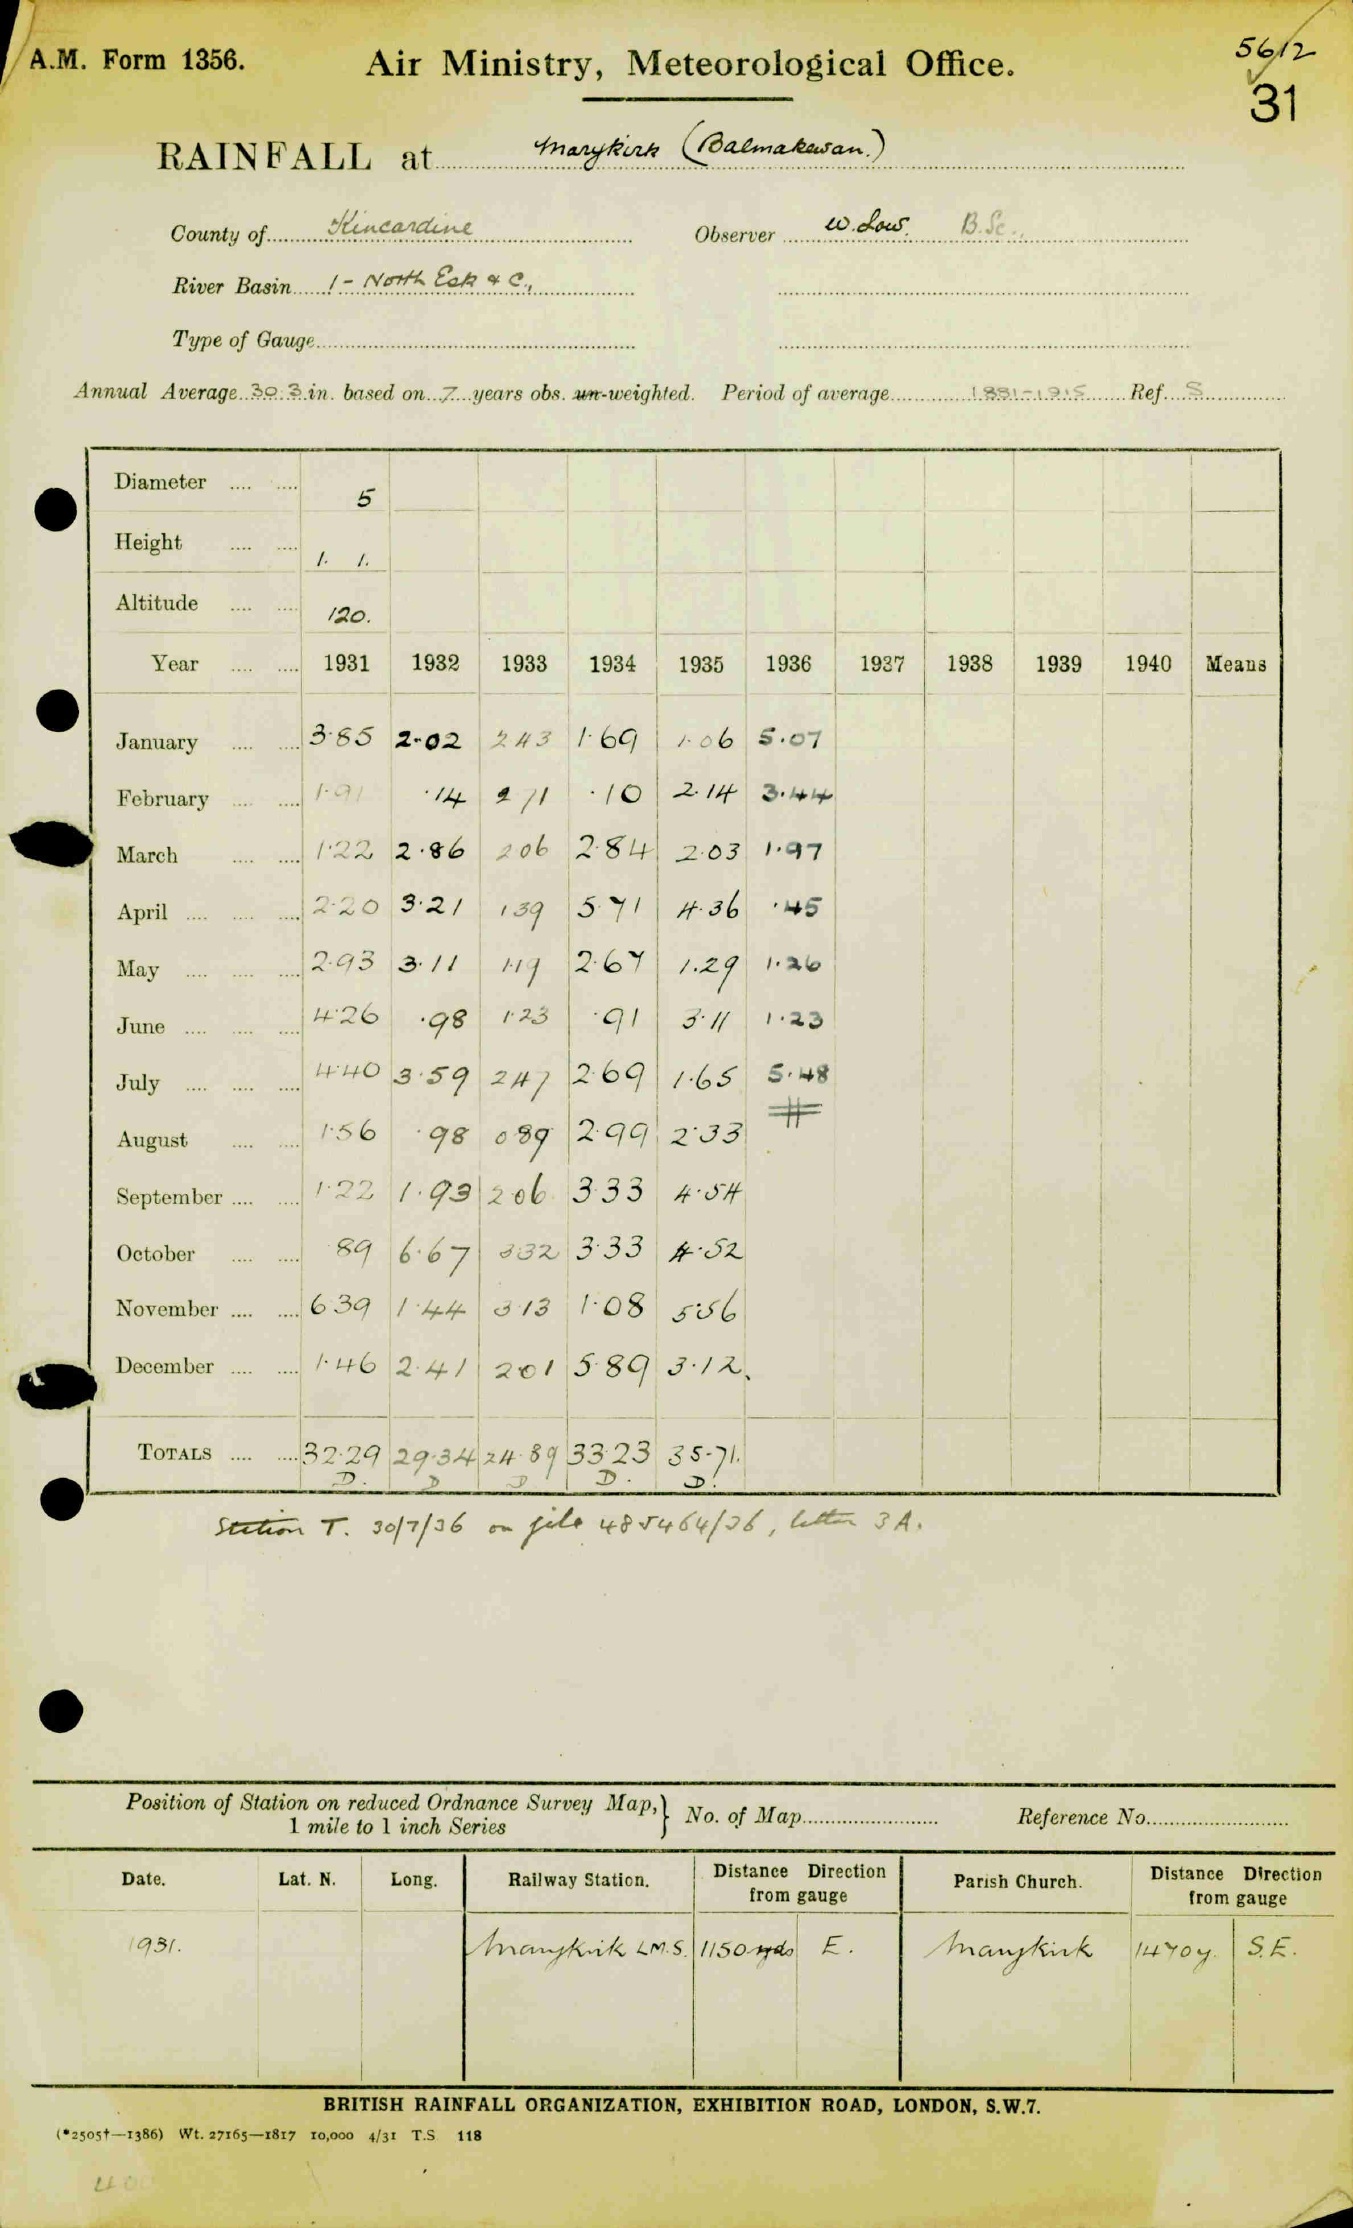 A.M. Form 1356.
Air Ministry, Meteorological Office.
5612
31
RAINFALL at Marykirk (Balmakewan.)
County of Kincardine Observer W. Low. B.Sc.,
River Basin 1 - North Esk & C.,
Type of Gauge
Annual Average 30.3 in. based on 7 years obs. un-weighted. Period of average 1881-1915 Ref. S
Diameter 5
Height 1. 1.
Altitude 120.
Year 1931 1932 1933 1934 1935 1936 1937 1938 1939 1940 Means
January 3.85 2.02 2.43 1.69 1.06 5.07
February 1.91 .14 2.71 .10 2.14 3.44
March 1.22 2.86 2.06 2.84 2.03 1.97
April 2.20 3.21 1.39 5.71 4.36 .45
May 2.93 3.11 1.19 2.67 1.29 1.26
June 4.26 .98 1.23 .91 3.11 1.23
July 4.40 3.59 2.47 2.69 1.65 5.48
August 1.56 .98 0.89 2.99 2.33
September 1.22 1.93 2.06 3.33 4.54
October .89 6.67 3.32 3.33 4.52
November 6.39 1.44 3.13 1.08 5.56
December 1.46 2.41 2.01 5.89 3.12.
Totals 32.29 29.34 24.89 33.23 35.71.
D. D D D. D.
Station T. 30/7/36 on file 485464/36, letter 3A.
Position of Station on reduced Ordnance Survey Map,
1 mile to 1 inch Series
No. of Map Reference No.
Date. Lat. N. Long. Railway Station. Distance Direction from gauge Parish Church. Distance Direction from gauge
1931. Marykirk L.M.S. 1150 yds E. Marykirk 1470 y. S.E.
BRITISH RAINFALL ORGANIZATION, EXHIBITION ROAD, LONDON, S.W.7.
(*2505†—1386) Wt. 27165—1817 10,000 4/31 T.S. 118